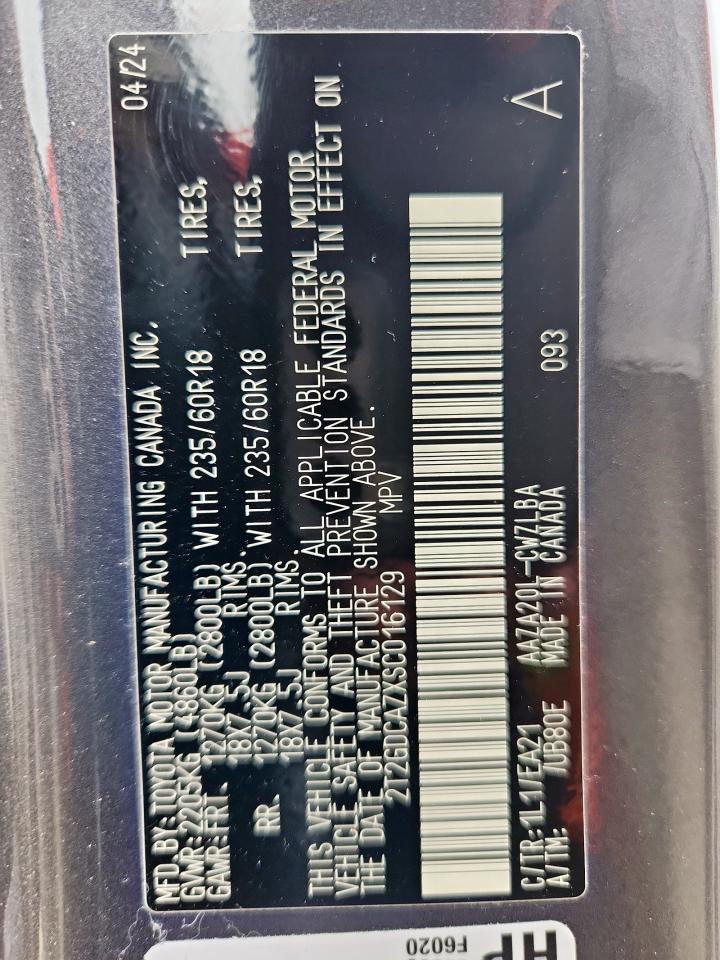 MFD.BY:TOYOTA MOTOR MANUFACTURING CANADA INC. 04/24
GVWR:2205KG (4860LB)
GAWR:FRT 1270KG (2800LB) WITH 235/60R18 TIRES,
18X7.5J RIMS.
RR. 1270KG (2800LB) WITH 235/60R18 TIRES,
18X7.5J RIMS.
THIS VEHICLE CONFORMS TO ALL APPLICABLE FEDERAL MOTOR
VEHICLE SAFETY AND THEFT PREVENTION STANDARDS IN EFFECT ON
THE DATE OF MANUFACTURE SHOWN ABOVE.
2T2GDCAZXSC016129 MPV
C/TR:1L1/EA21 AAZA20L-CWZLBA A
A/TM: /UB80E MADE IN CANADA 093
F6020